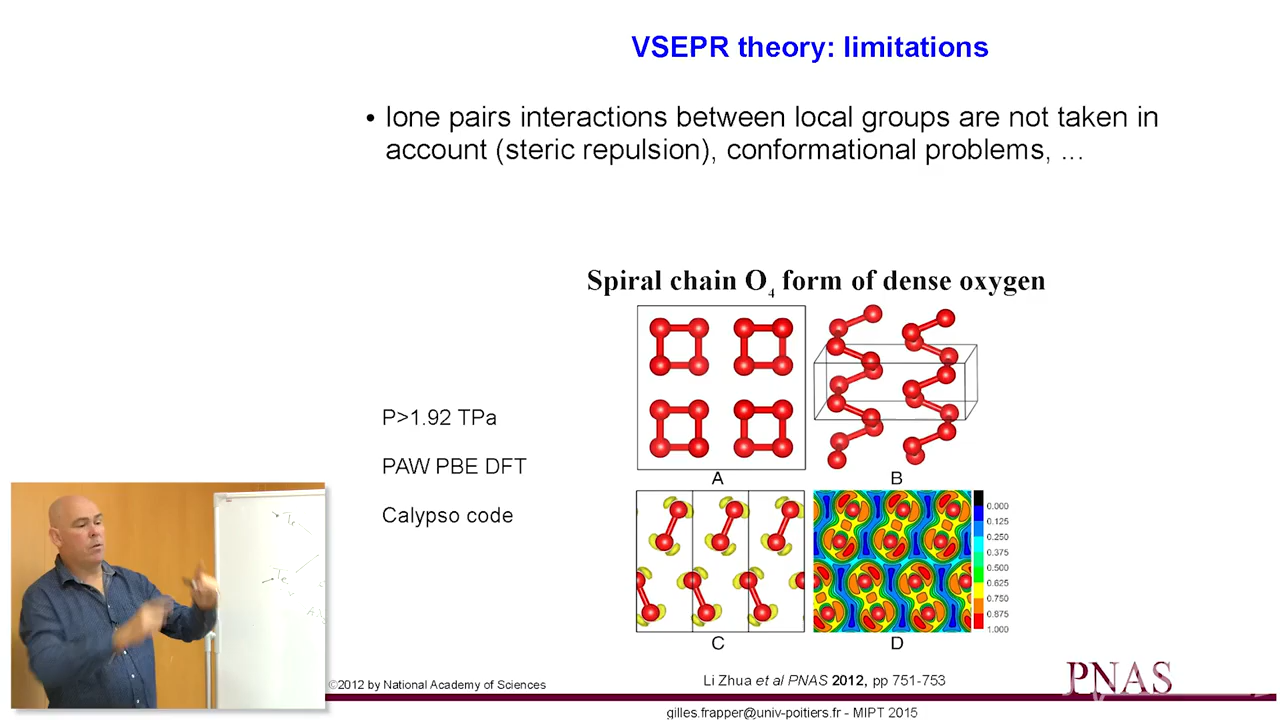 VSEPR theory: limitations
• lone pairs interactions between local groups are not taken in
account (steric repulsion), conformational problems, ...
Spiral chain O₄ form of dense oxygen
P>1.92 TPa
PAW PBE DFT
Calypso code
A
B
0.000
0.125
0.250
0.375
0.500
0.625
0.750
0.875
1.000
C
D
Te
Te
©2012 by National Academy of Sciences
Li Zhua et al PNAS 2012, pp 751-753
PNAS
gilles.frapper@univ-poitiers.fr - MIPT 2015